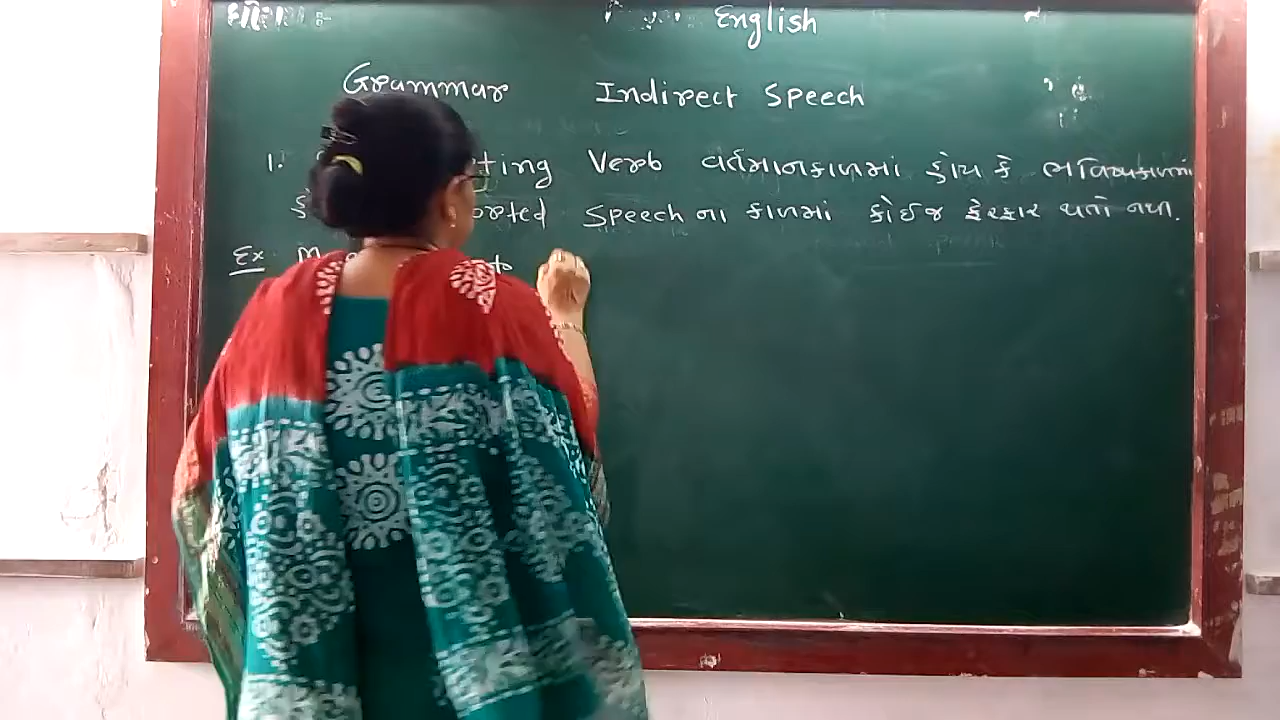 English
Grammar Indirect Speech
1. ting Verb વર્તમાનકાળમાં હોય કે ભવિષ્યકાળમાં
orted Speech ના કાળમાં કોઈજ ફેરફાર થતો નથી.
Ex M to